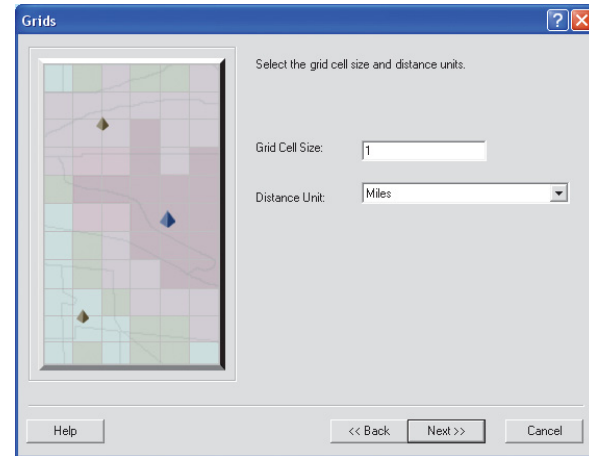 Grids
Select the grid cell size and distance units.
Grid Cell Size: 1
Distance Unit: Miles
Help << Back Next >> Cancel